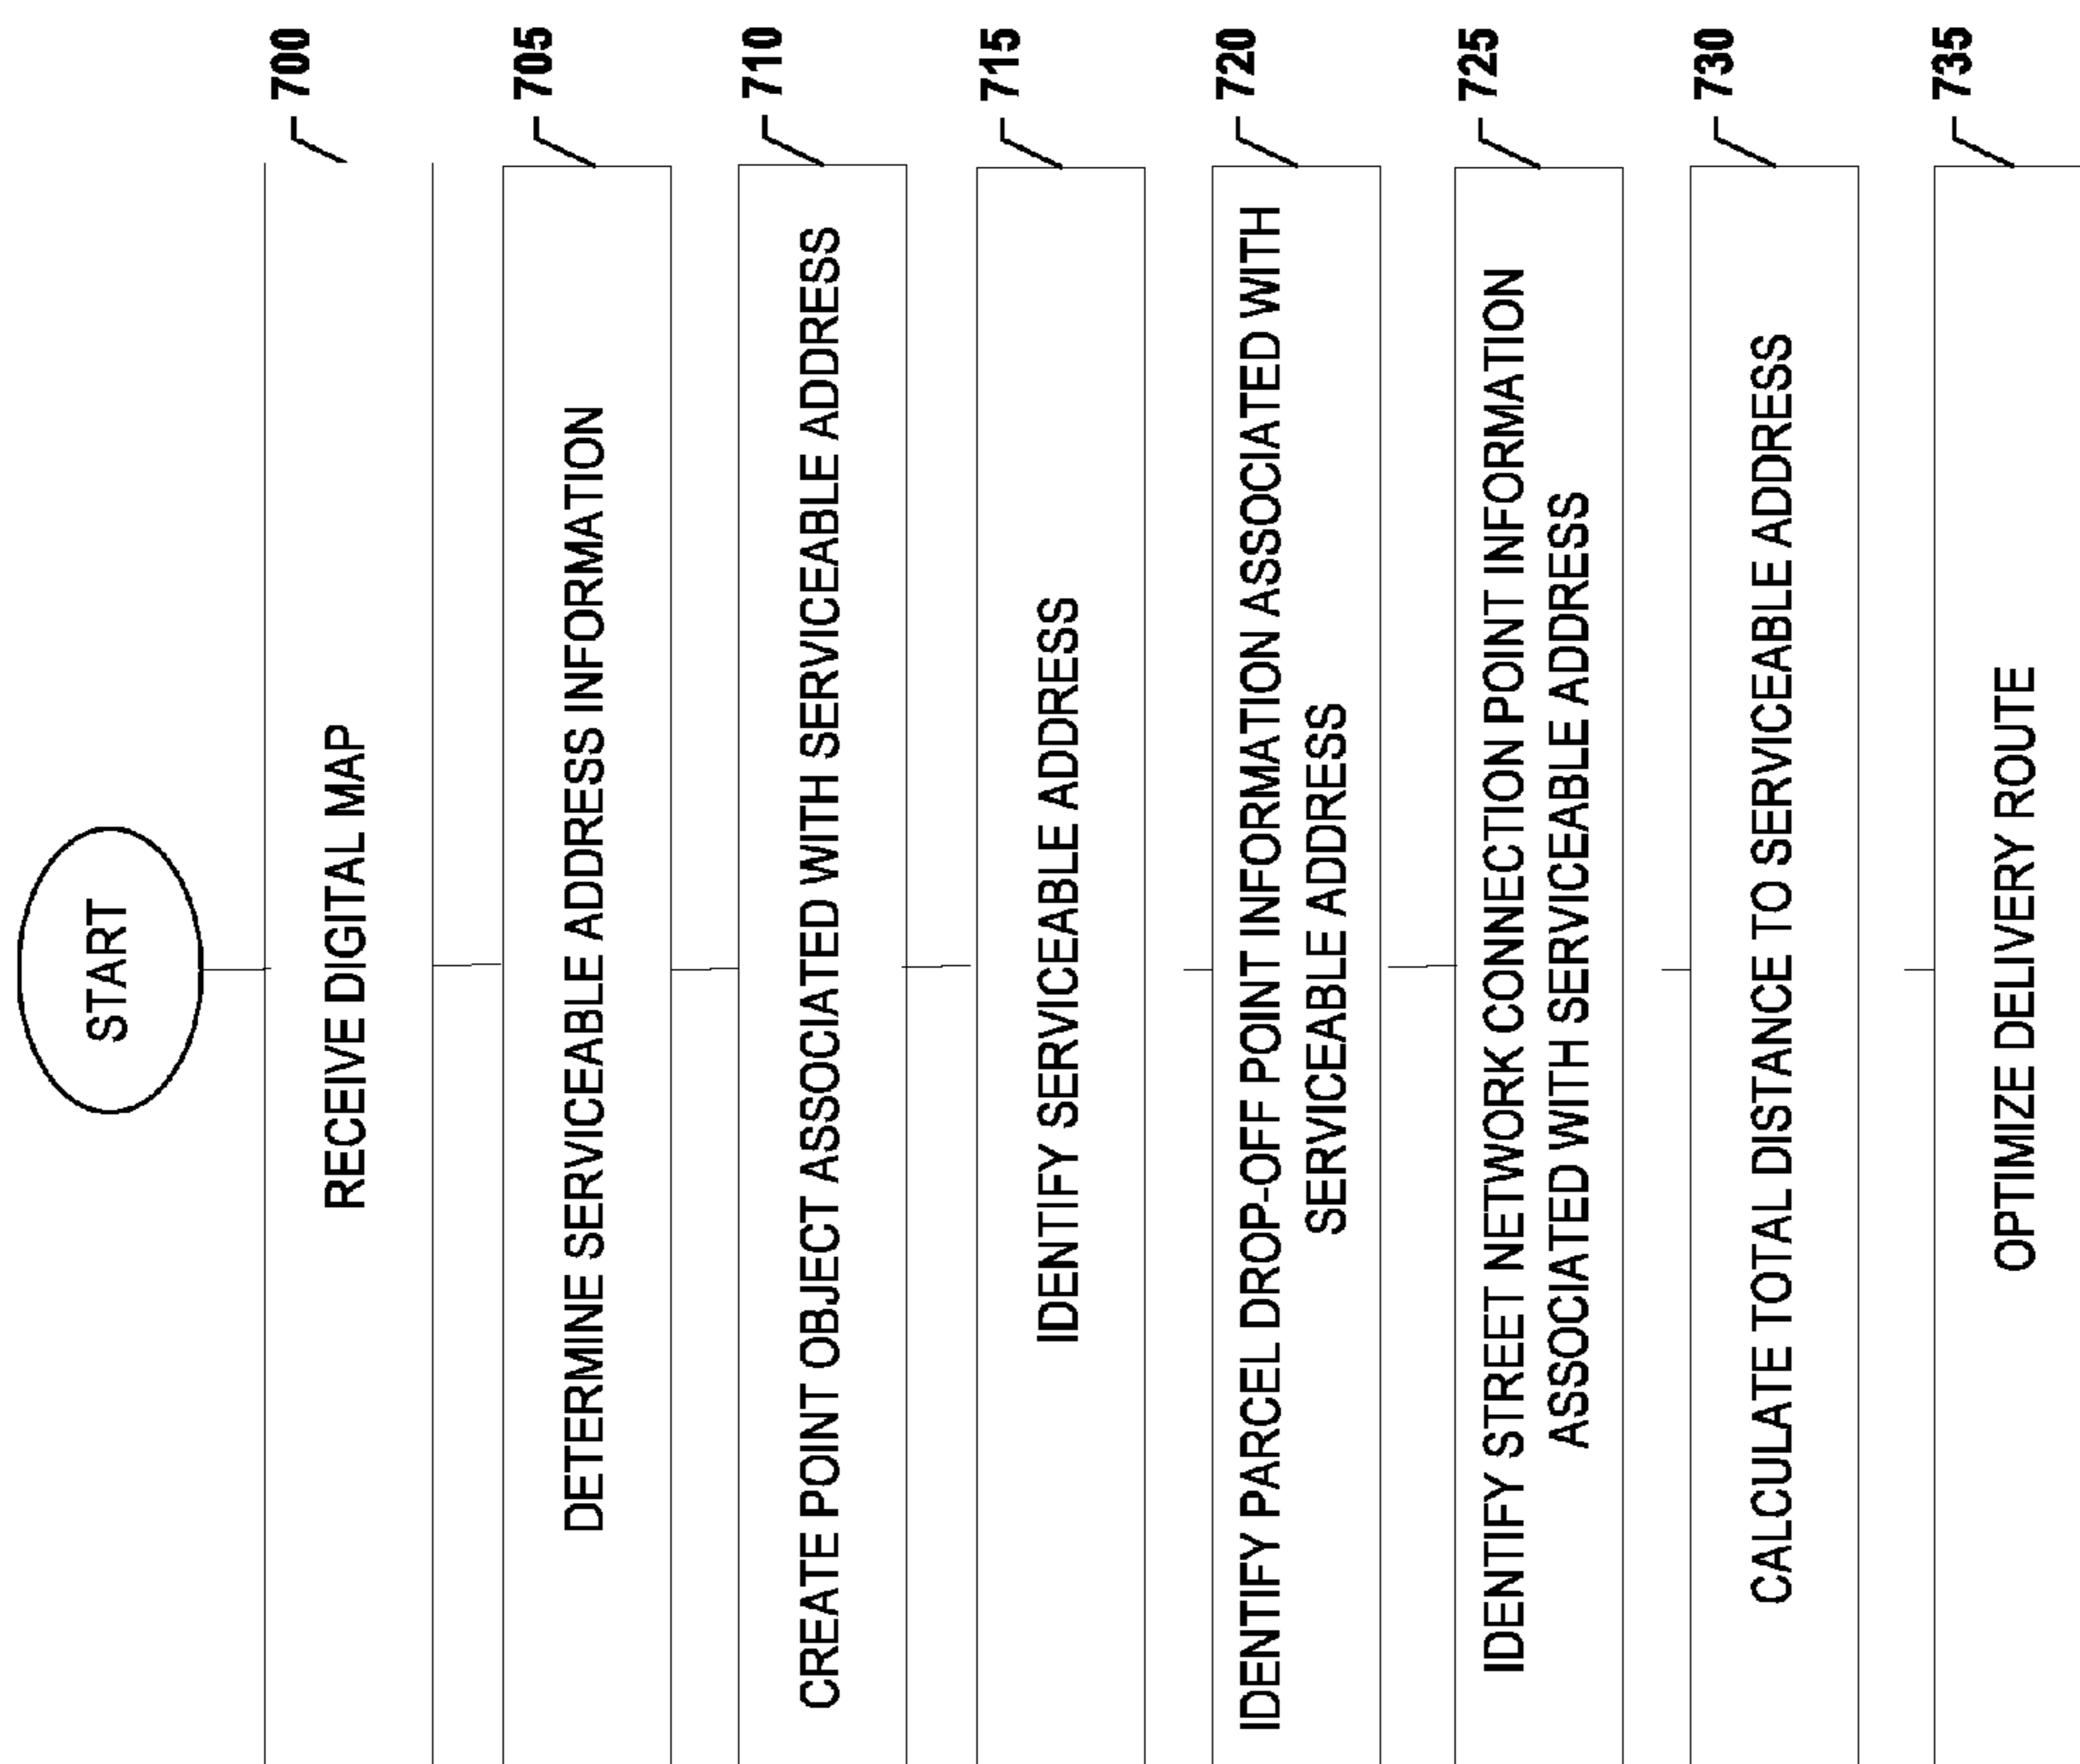 START
RECEIVE DIGITAL MAP
700
DETERMINE SERVICEABLE ADDRESS INFORMATION
705
CREATE POINT OBJECT ASSOCIATED WITH SERVICEABLE ADDRESS
710
IDENTIFY SERVICEABLE ADDRESS
715
IDENTIFY PARCEL DROP-OFF POINT INFORMATION ASSOCIATED WITH
SERVICEABLE ADDRESS
720
IDENTIFY STREET NETWORK CONNECTION POINT INFORMATION
ASSOCIATED WITH SERVICEABLE ADDRESS
725
CALCULATE TOTAL DISTANCE TO SERVICEABLE ADDRESS
730
OPTIMIZE DELIVERY ROUTE
735